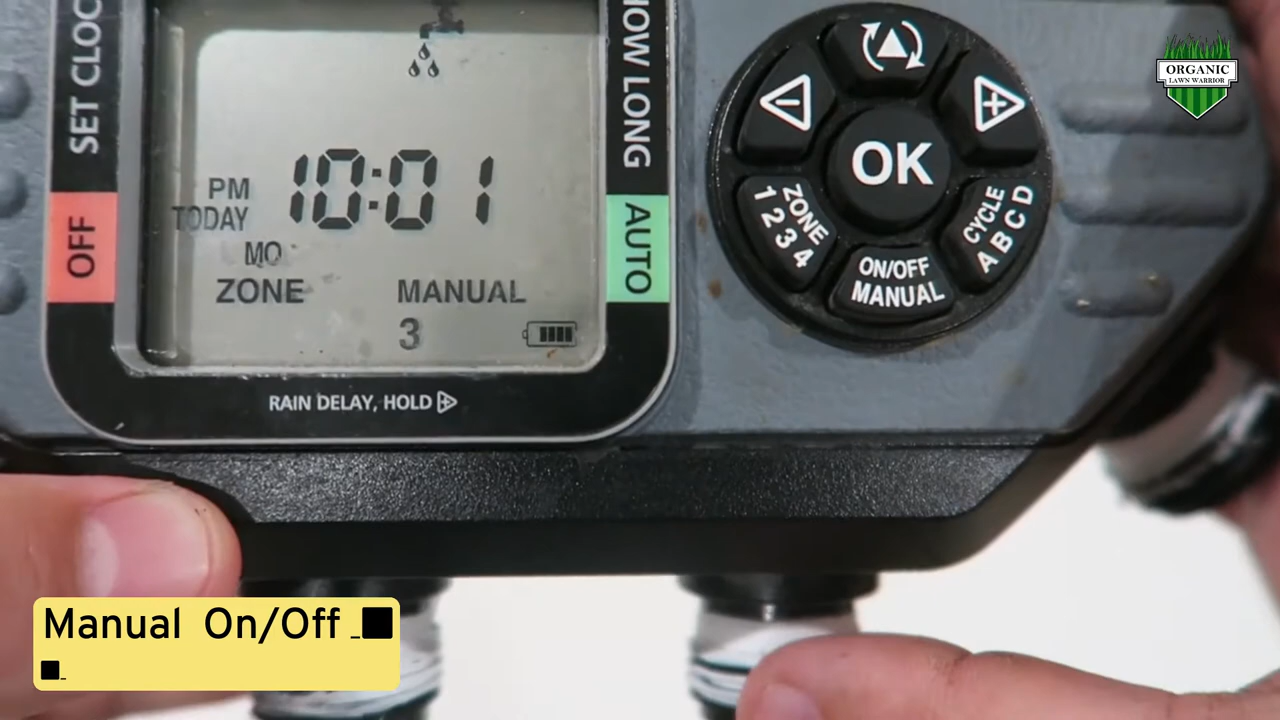 SET CLOC
OFF
PM
10:01
TODAY
MO
ZONE
MANUAL
3
HOW LONG
AUTO
RAIN DELAY, HOLD
OK
ZONE
1 2 3 4
CYCLE
A B C D
ON/OFF
MANUAL
ORGANIC
LAWN WARRIOR
Manual On/Off